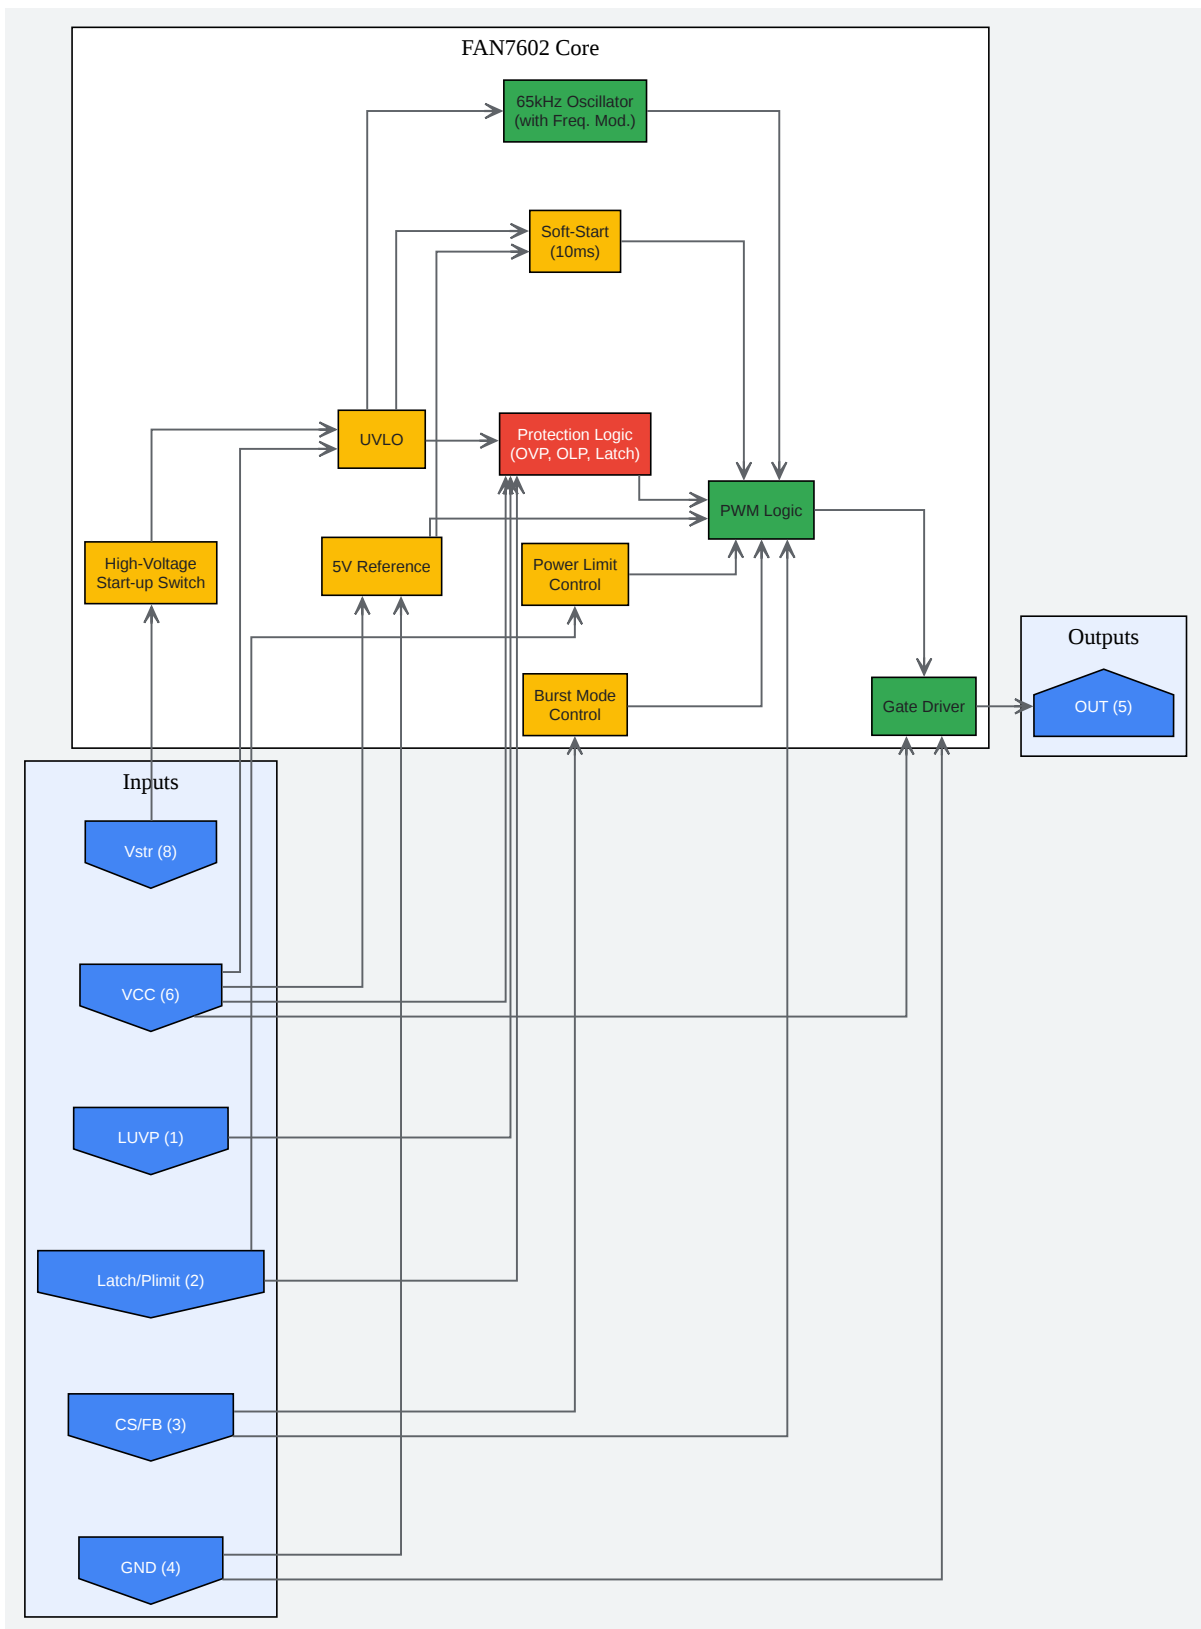 FAN7602 Core
65kHz Oscillator
(with Freq. Mod.)
Soft-Start
(10ms)
UVLO
Protection Logic
(OVP, OLP, Latch)
PWM Logic
High-Voltage
Start-up Switch
5V Reference
Power Limit
Control
Burst Mode
Control
Gate Driver
Outputs
OUT (5)
Inputs
Vstr (8)
VCC (6)
LUVP (1)
Latch/Plimit (2)
CS/FB (3)
GND (4)